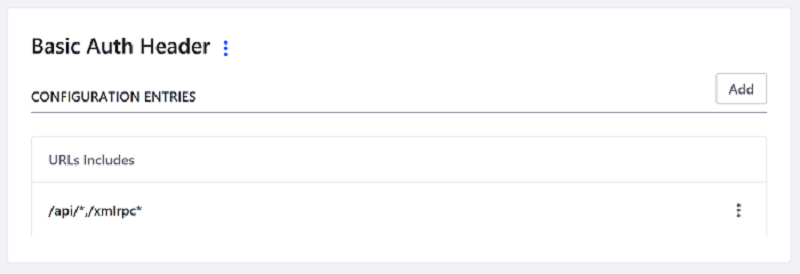 Basic Auth Header
CONFIGURATION ENTRIES
Add
URLs Includes
/api/*,/xmlrpc*